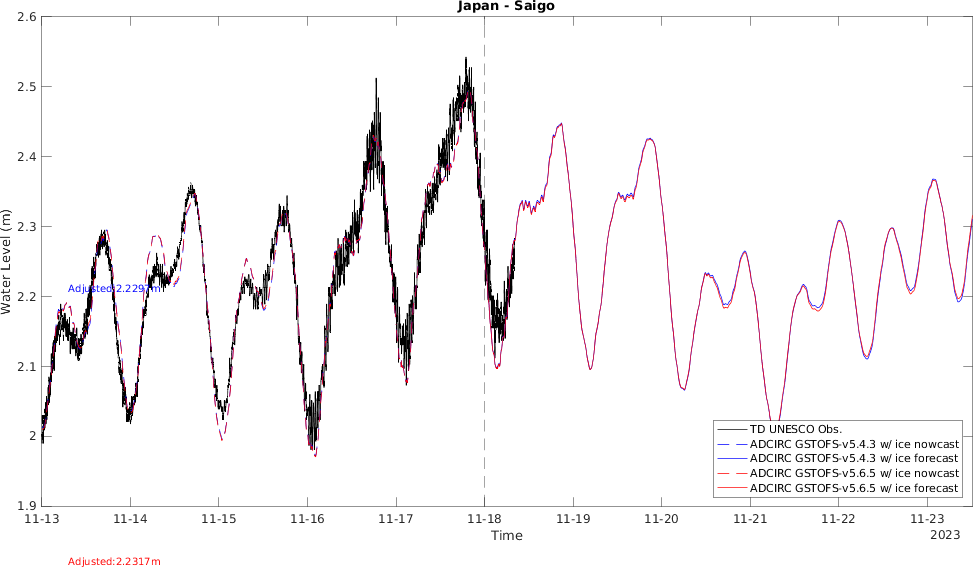 Japan - Saigo
2.6
2.5
2.4
2.3
2.2
2.1
2
1.9
Water Level (m)
Adjusted:2.2297m
TD UNESCO Obs.
ADCIRC GSTOFS-v5.4.3 w/ ice nowcast
ADCIRC GSTOFS-v5.4.3 w/ ice forecast
ADCIRC GSTOFS-v5.6.5 w/ ice nowcast
ADCIRC GSTOFS-v5.6.5 w/ ice forecast
11-13 11-14 11-15 11-16 11-17 11-18 11-19 11-20 11-21 11-22 11-23
Time
2023
Adjusted:2.2317m